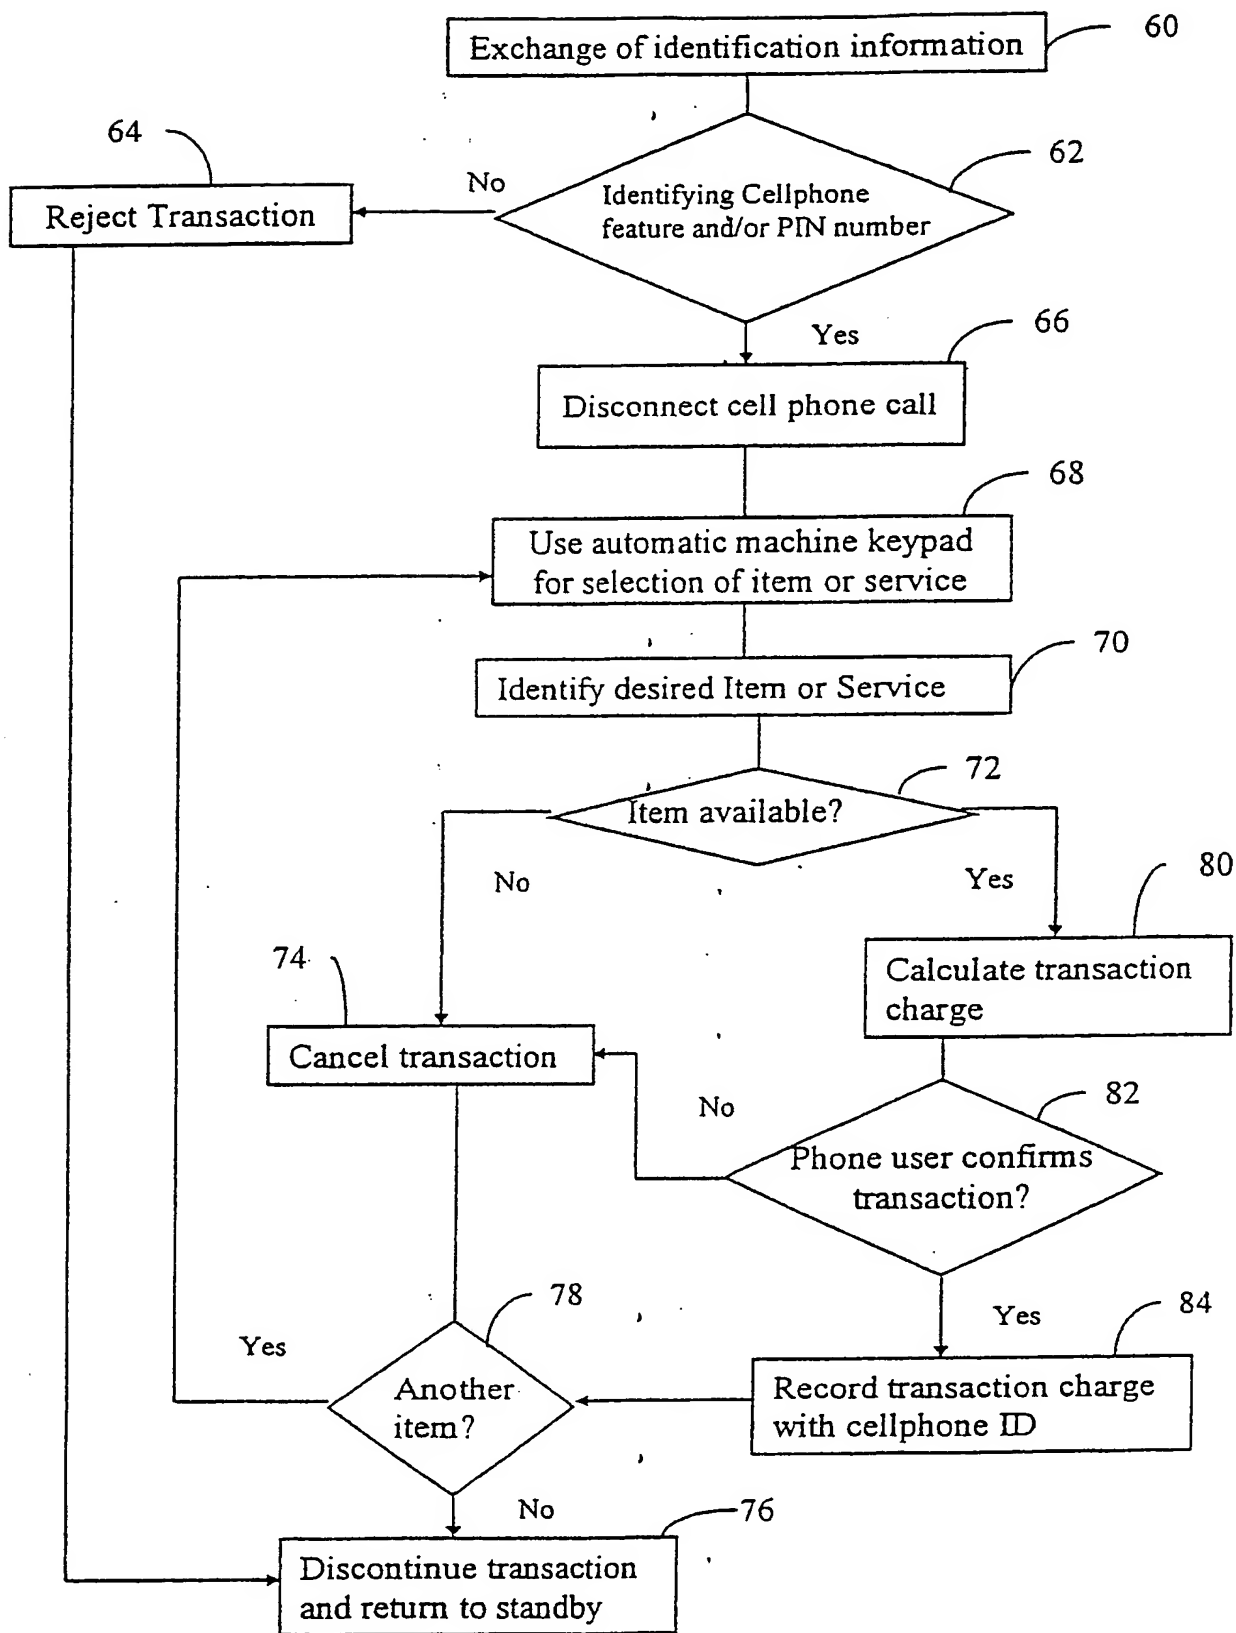 60
Exchange of identification information
64
62
No
Identifying Cellphone
feature and/or PIN number
Reject Transaction
66
Yes
Disconnect cell phone call
68
Use automatic machine keypad
for selection of item or service
70
Identify desired Item or Service
72
Item available?
No
Yes
80
74
Calculate transaction
charge
Cancel transaction
82
No
Phone user confirms
transaction?
78
84
Yes
Yes
Another
item?
Record transaction charge
with cellphone ID
No
76
Discontinue transaction
and return to standby